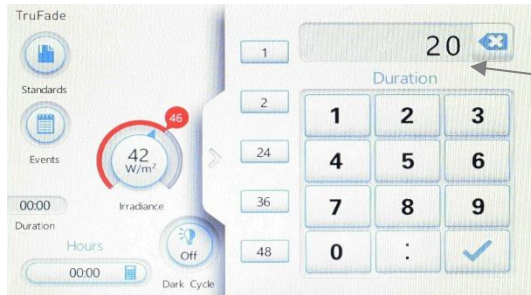 TruFade
Standards
Events
00:00
Duration
Hours
00:00
46
42
W/m²
Irradiance
Off
Dark Cycle
1
2
24
36
48
20
Duration
1 2 3
4 5 6
7 8 9
0 :